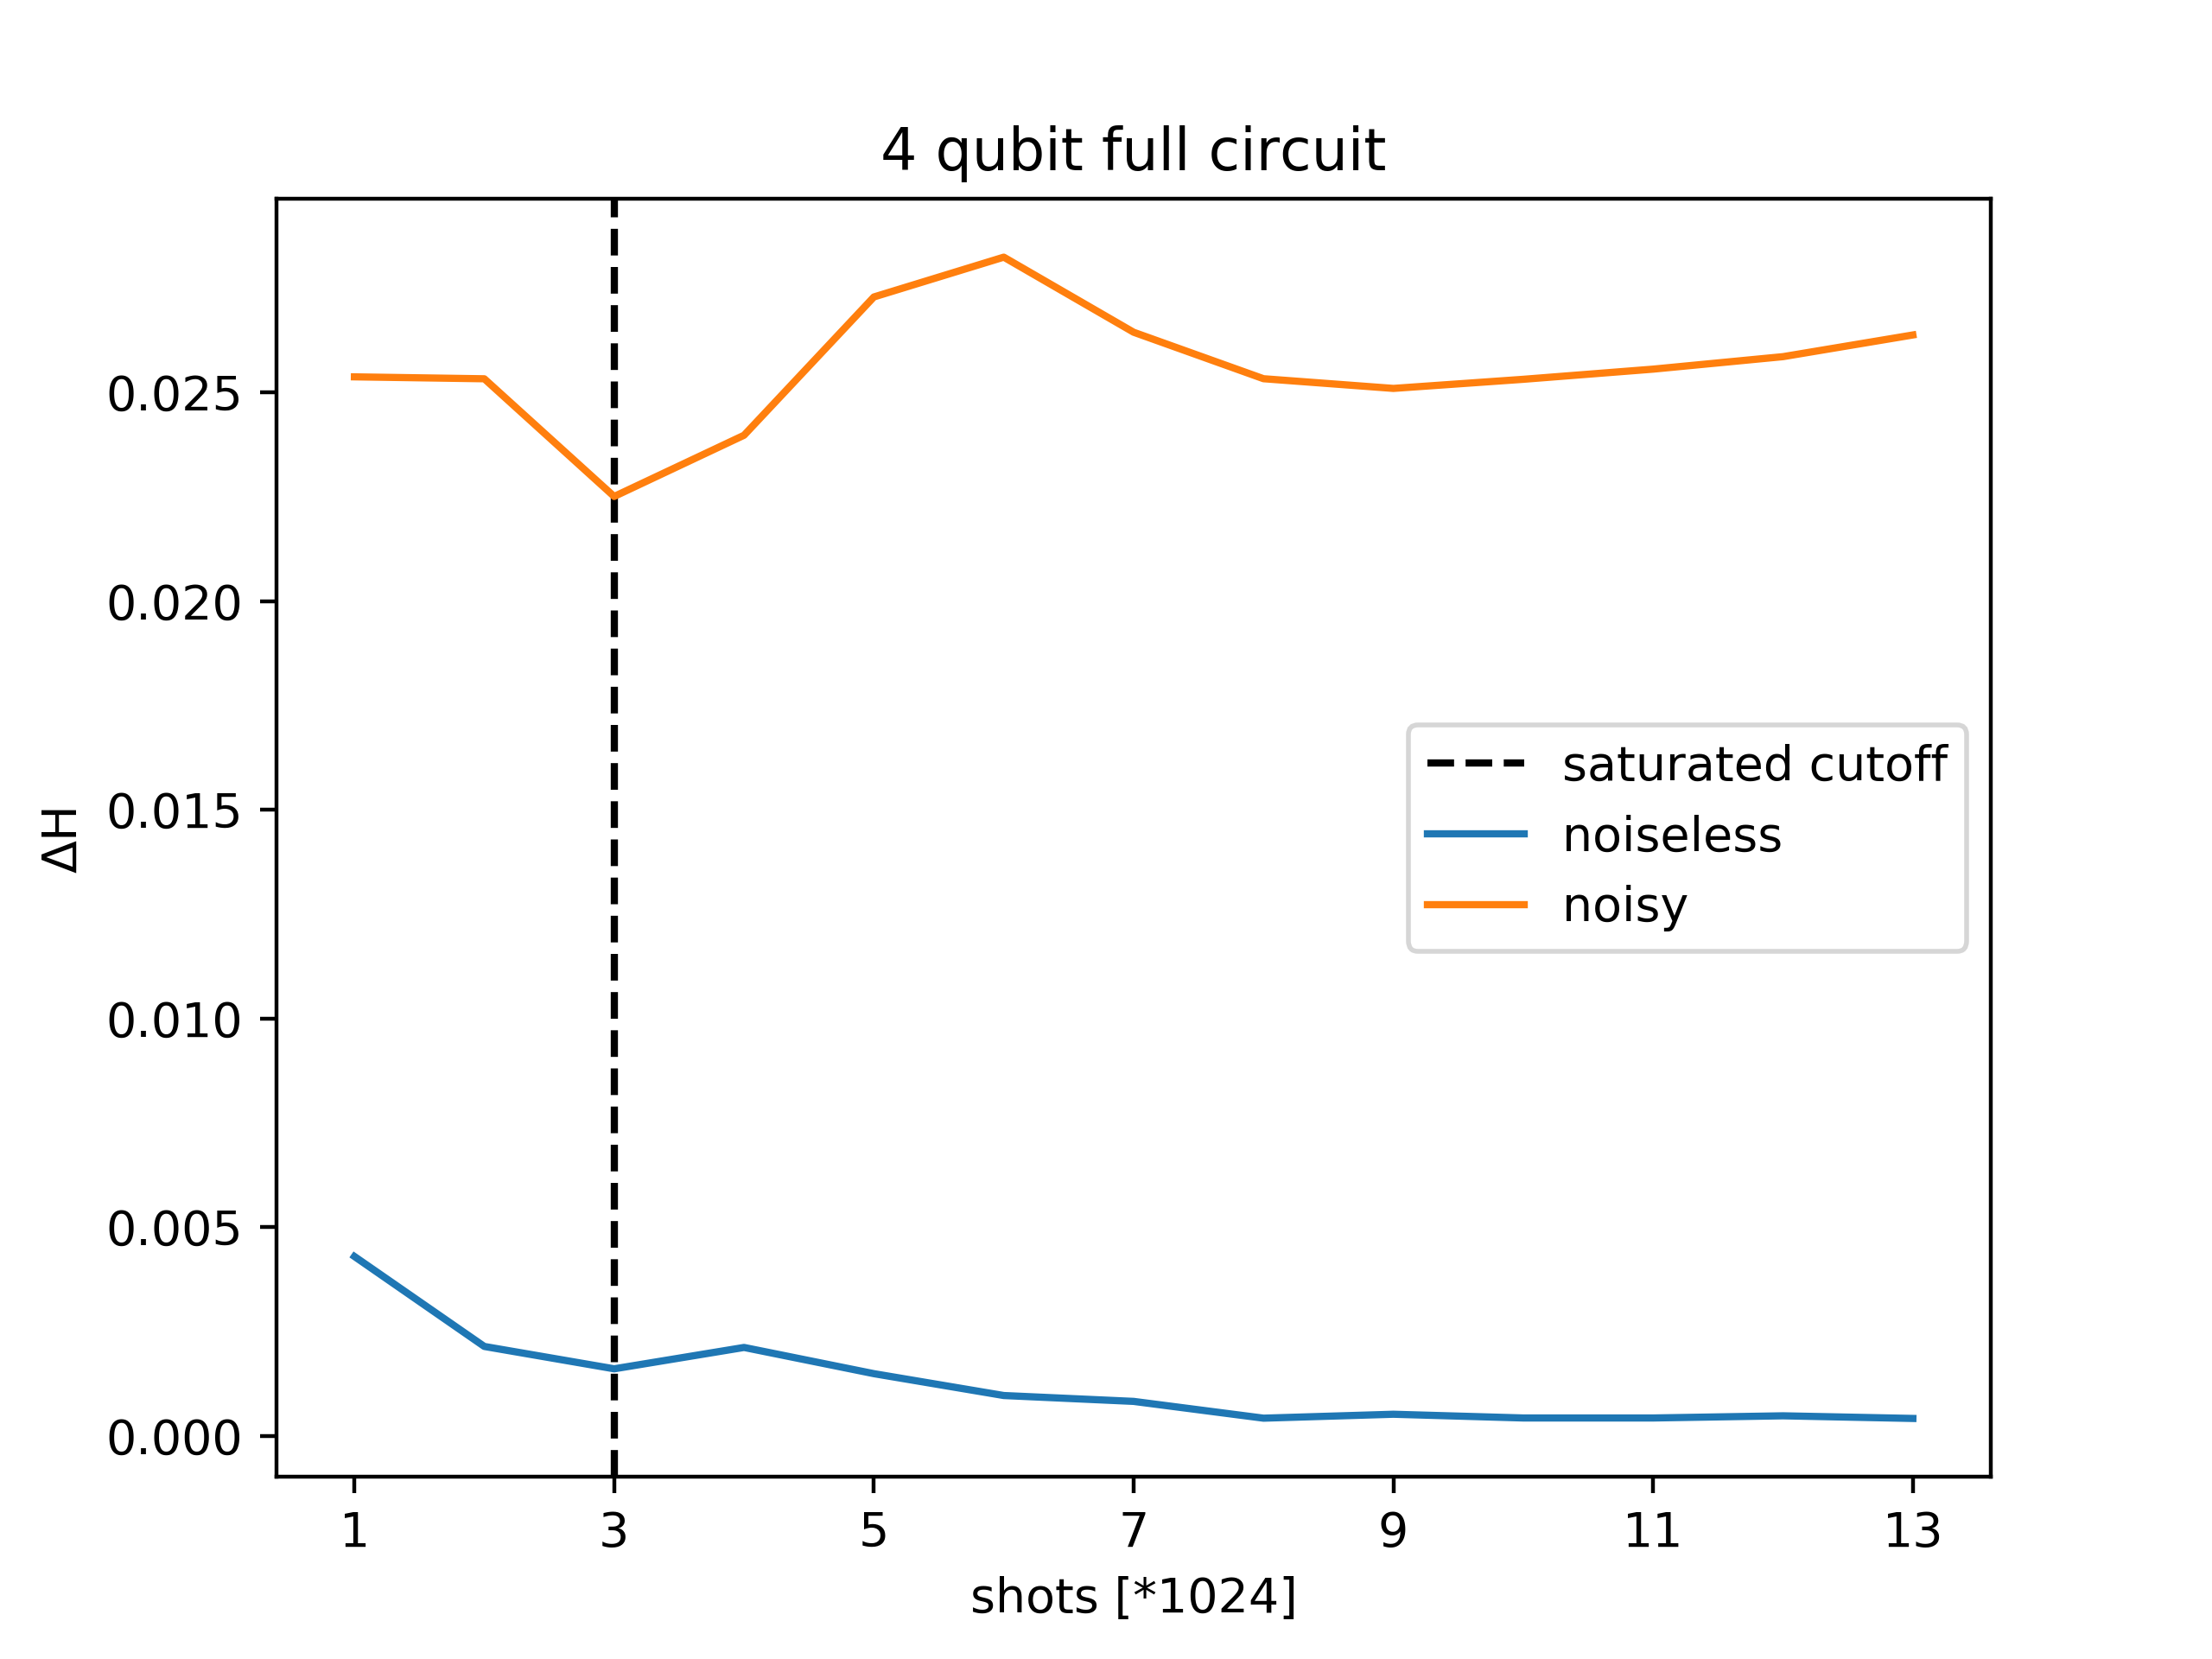 4 qubit full circuit
ΔH
0.025
0.020
0.015
0.010
0.005
0.000
saturated cutoff
noiseless
noisy
1 3 5 7 9 11 13
shots [*1024]